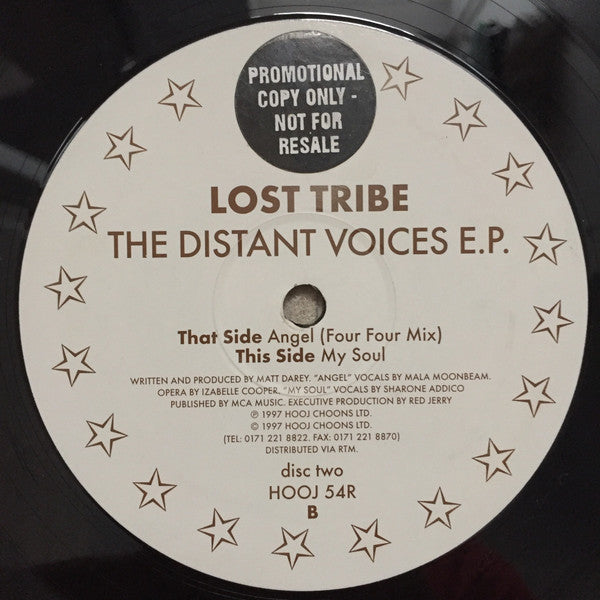 PROMOTIONAL
COPY ONLY -
NOT FOR
RESALE
LOST TRIBE
THE DISTANT VOICES E.P.
That Side Angel (Four Four Mix)
This Side My Soul
WRITTEN AND PRODUCED BY MATT DAREY. "ANGEL" VOCALS BY MALA MOONBEAM.
OPERA BY IZABELLE COOPER. "MY SOUL" VOCALS BY SHARONE ADDICO
PUBLISHED BY MCA MUSIC. EXECUTIVE PRODUCTION BY RED JERRY
℗ 1997 HOOJ CHOONS LTD.
© 1997 HOOJ CHOONS LTD.
(TEL: 0171 221 8822. FAX: 0171 221 8870)
DISTRIBUTED VIA RTM.
disc two
HOOJ 54R
B